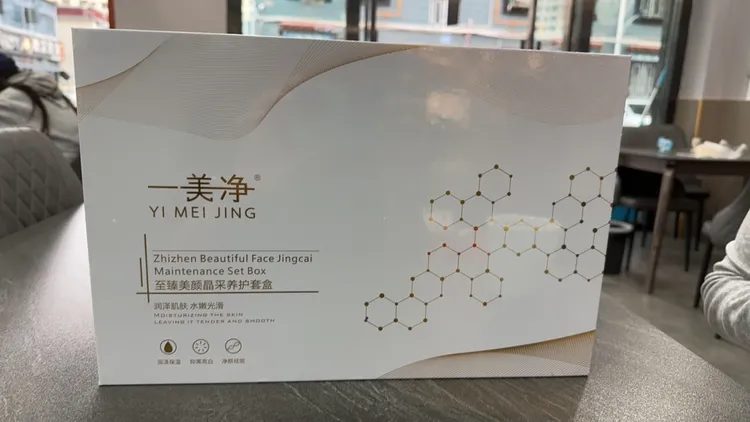 一美净®
YI MEI JING
Zhizhen Beautiful Face Jingcai
Maintenance Set Box
至臻美颜晶采养护套盒
润泽肌肤 水嫩光滑
MOISTURIZING THE SKIN
LEAVING IT TENDER AND SMOOTH